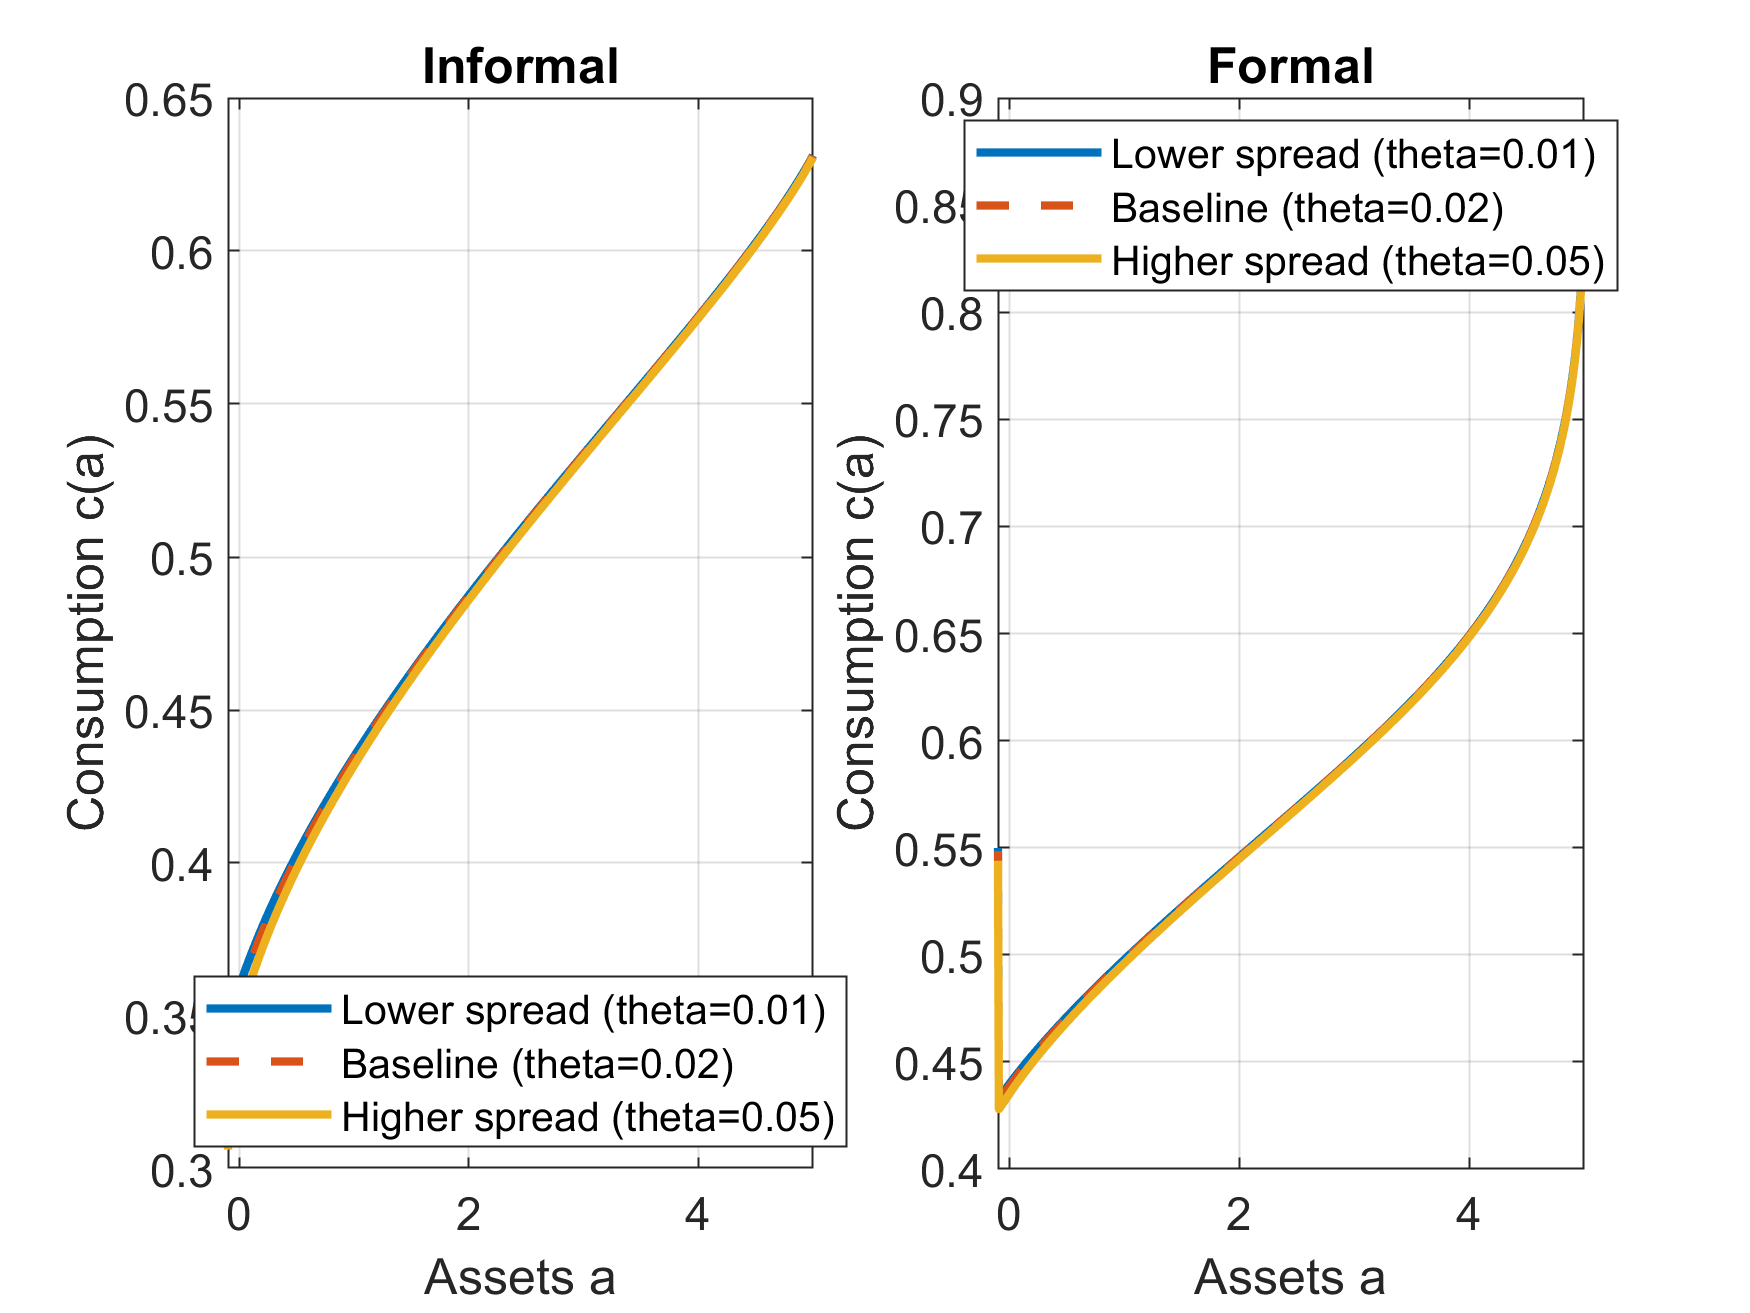 Informal
0.65
0.6
0.55
0.5
0.45
0.4
0.3
0 2 4
Assets a
Consumption c(a)
Lower spread (theta=0.01)
Baseline (theta=0.02)
Higher spread (theta=0.05)
Formal
0.9
0.8
0.75
0.7
0.65
0.6
0.55
0.5
0.45
0.4
0 2 4
Assets a
Consumption c(a)
Lower spread (theta=0.01)
Baseline (theta=0.02)
Higher spread (theta=0.05)